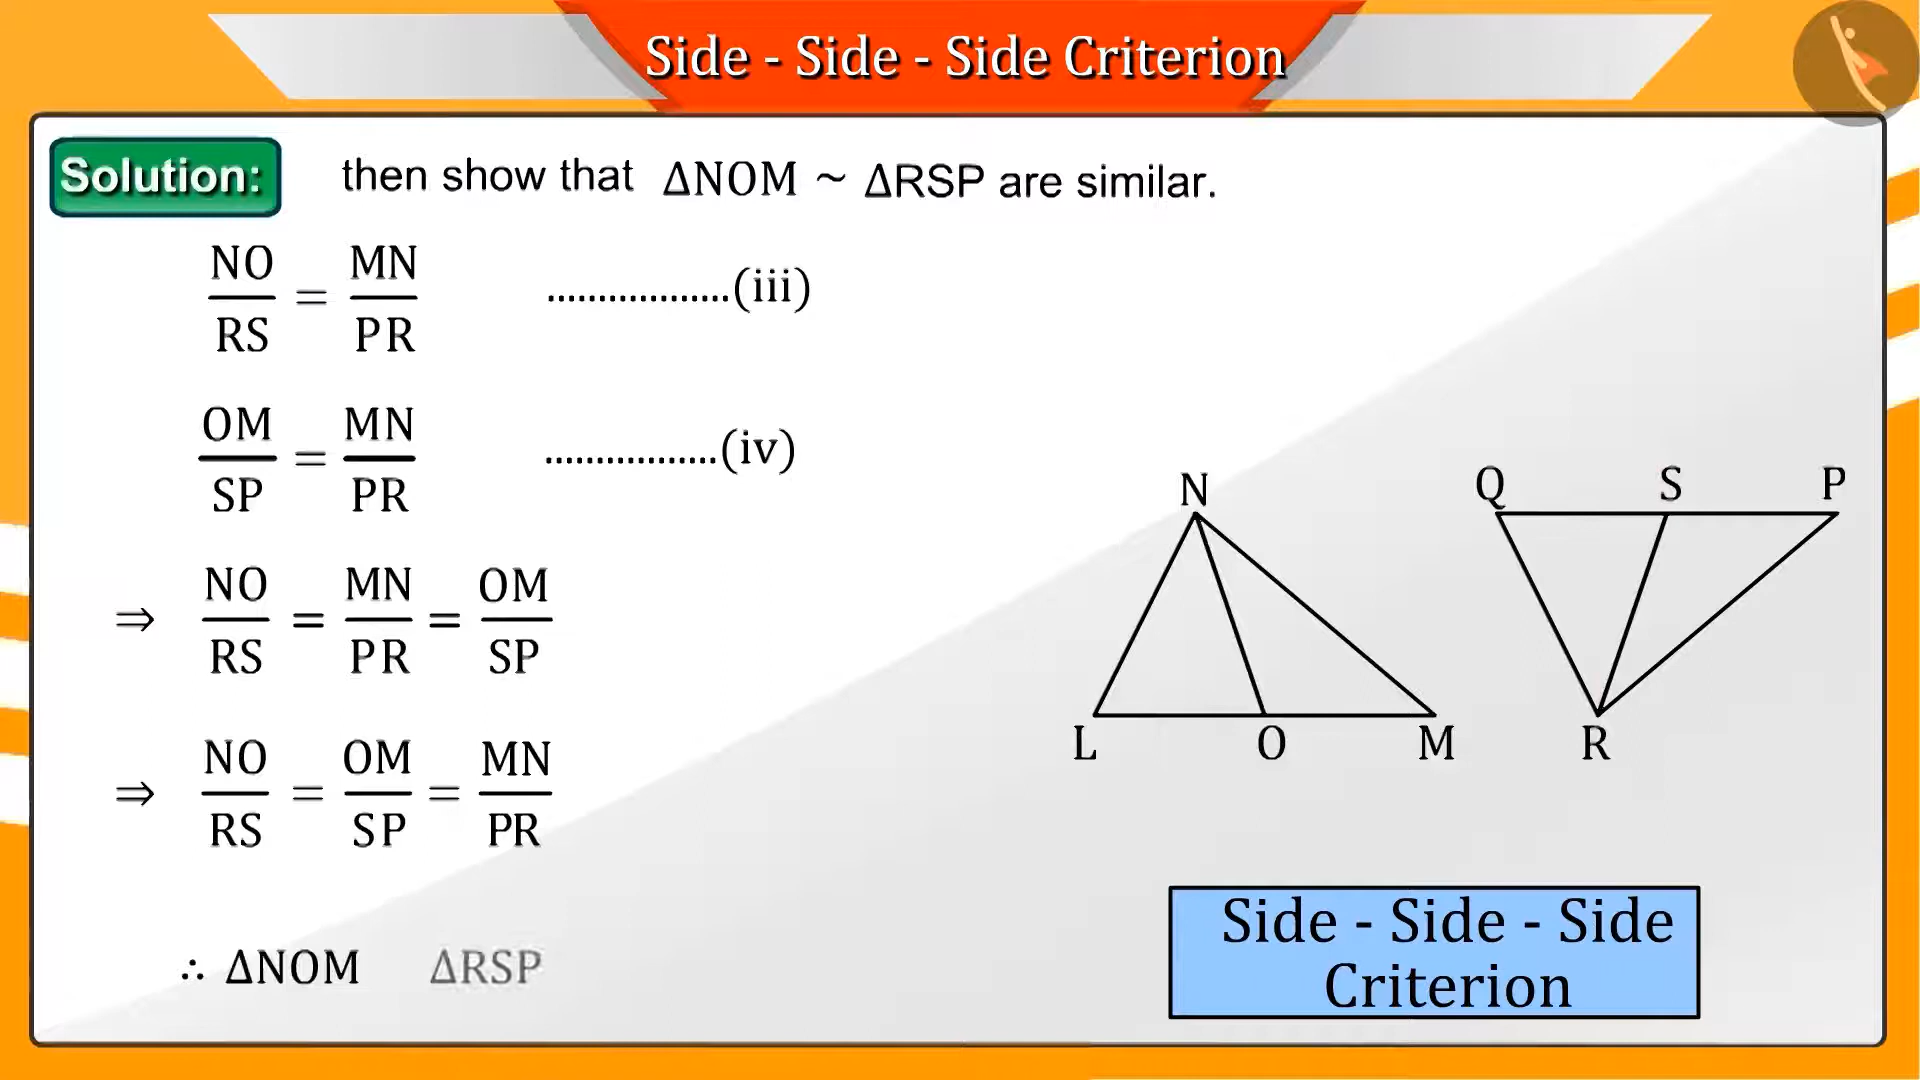 Side - Side - Side Criterion
Solution: then show that ΔNOM ~ ΔRSP are similar.
NO/RS = MN/PR ..................(iii)
OM/SP = MN/PR .................(iv)
⇒ NO/RS = MN/PR = OM/SP
⇒ NO/RS = OM/SP = MN/PR
∴ ΔNOM ΔRSP
N
L O M
Q S P
R
Side - Side - Side
Criterion